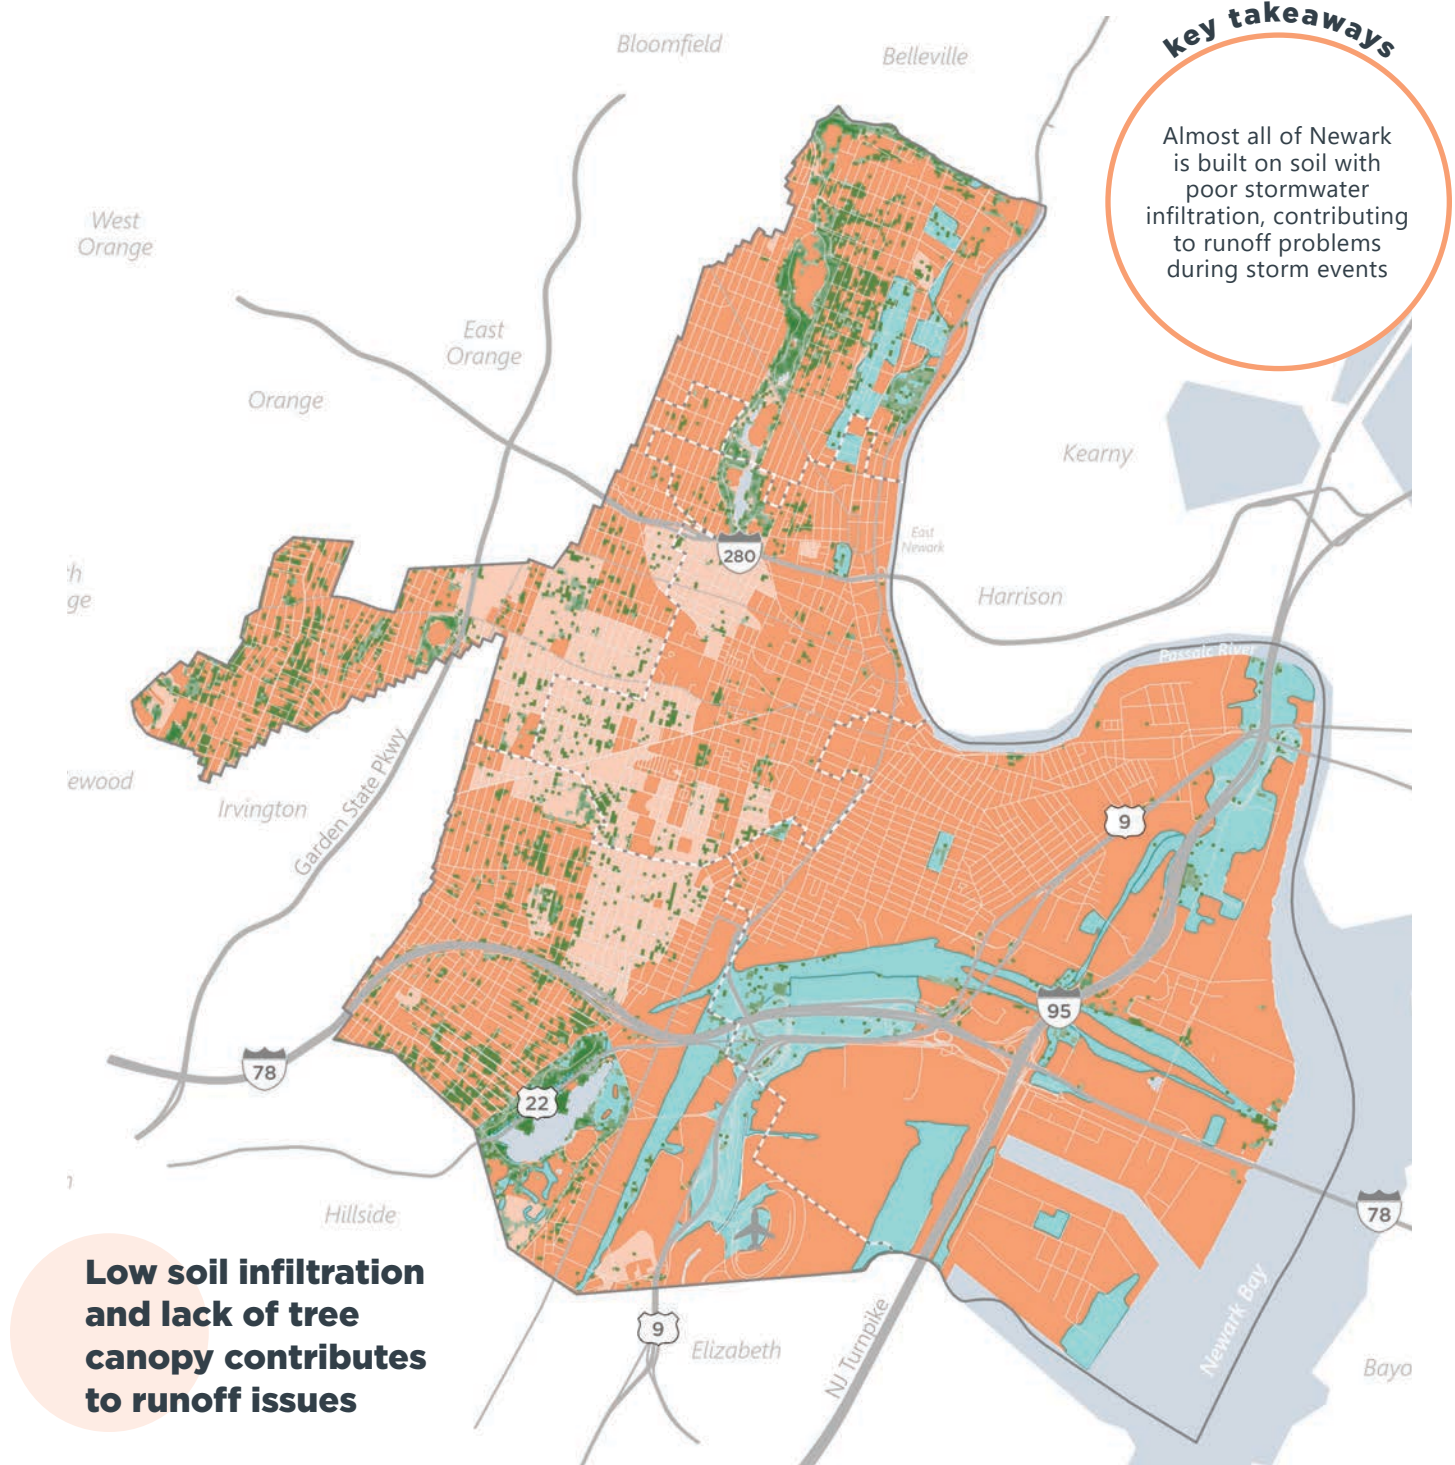 key takeaways
Almost all of Newark
is built on soil with
poor stormwater
infiltration, contributing
to runoff problems
during storm events
Bloomfield
Belleville
West
Orange
East
Orange
Orange
Kearny
East
Newark
280
Harrison
h
ge
Passaic River
ewood
Irvington
Garden State Pkwy
9
95
78
22
78
Hillside
Low soil infiltration
and lack of tree
canopy contributes
to runoff issues
9
Elizabeth
NJ Turnpike
Newark Bay
Bayo